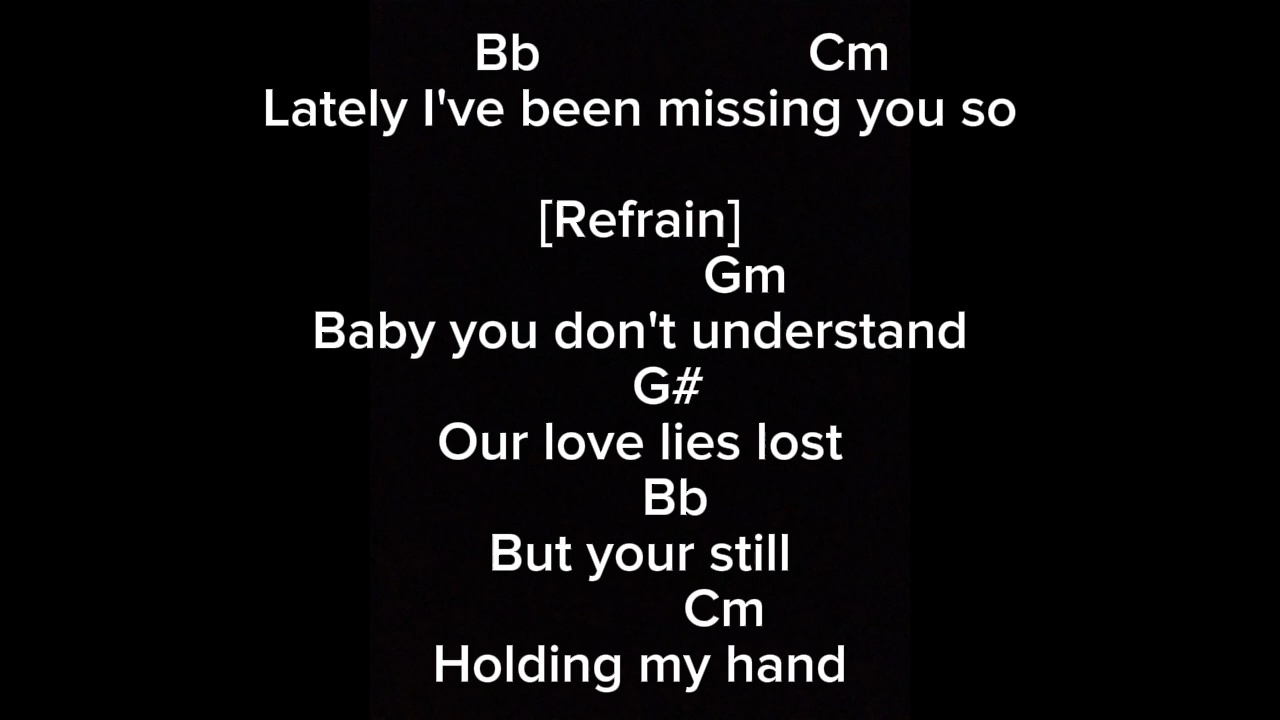 Bb Cm
Lately I've been missing you so
[Refrain]
Gm
Baby you don't understand
G#
Our love lies lost
Bb
But your still
Cm
Holding my hand